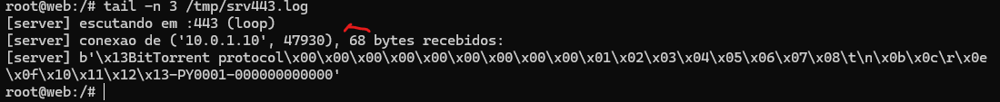 root@web:/# tail -n 3 /tmp/srv443.log
[server] escutando em :443 (loop)
[server] conexao de ('10.0.1.10', 47930), 68 bytes recebidos:
[server] b'\x13BitTorrent protocol\x00\x00\x00\x00\x00\x00\x00\x00\x00\x01\x02\x03\x04\x05\x06\x07\x08\t\n\x0b\x0c\r\x0e
\x0f\x10\x11\x12\x13-PY0001-000000000000'
root@web:/#